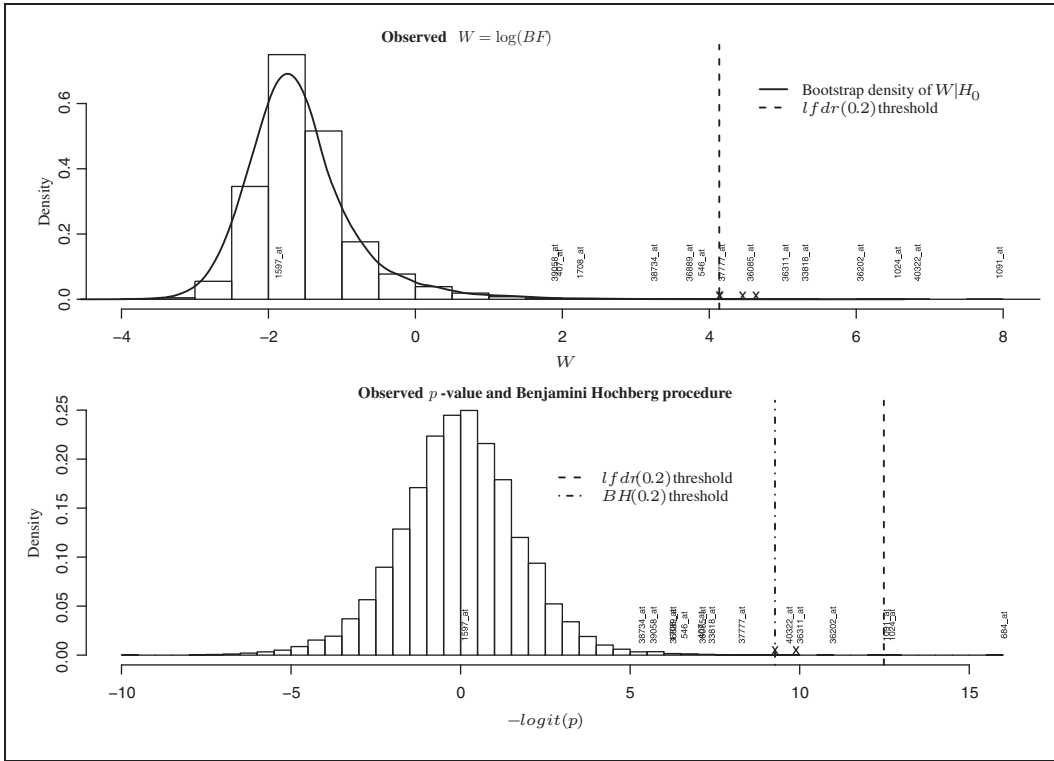 Observed W = log(BF)
Bootstrap density of W|H₀
lfdr(0.2) threshold
Density
0.0 0.2 0.4 0.6
1597_at
39058_at
407_at
1708_at
38734_at
36889_at
546_at
37777_at
36085_at
36311_at
33818_at
36202_at
1024_at
40322_at
1091_at
x x x
−4 −2 0 2 4 6 8
W
Observed p -value and Benjamini Hochberg procedure
lfdr(0.2) threshold
BH(0.2) threshold
Density
0.00 0.05 0.10 0.15 0.20 0.25
1597_at
38734_at
39058_at
546_at
33818_at
37777_at
40322_at
36311_at
36202_at
1024_at
684_at
x x
−10 −5 0 5 10 15
−logit(p)